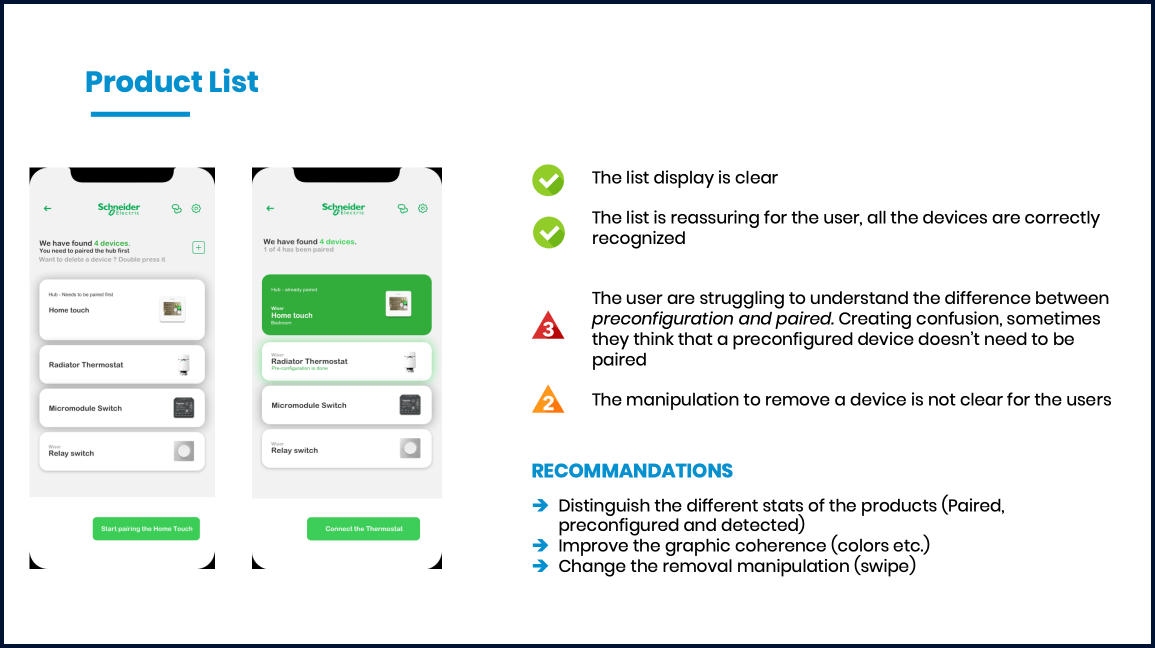 Product List
Schneider
Electric
We have found 4 devices.
You need to paired the hub first
Want to delete a device ? Double press it
Hub - Needs to be paired first
Home touch
Radiator Thermostat
Micromodule Switch
Wiser
Relay switch
Start pairing the Home Touch
Schneider
Electric
We have found 4 devices.
1 of 4 has been paired
Hub - already paired
Wiser
Home touch
Bedroom
Wiser
Radiator Thermostat
Pre-configuration is done
Micromodule Switch
Wiser
Relay switch
Connect the Thermostat
The list display is clear
The list is reassuring for the user, all the devices are correctly
recognized
3
The user are struggling to understand the difference between
preconfiguration and paired. Creating confusion, sometimes
they think that a preconfigured device doesn't need to be
paired
2
The manipulation to remove a device is not clear for the users
RECOMMANDATIONS
Distinguish the different stats of the products (Paired,
preconfigured and detected)
Improve the graphic coherence (colors etc.)
Change the removal manipulation (swipe)